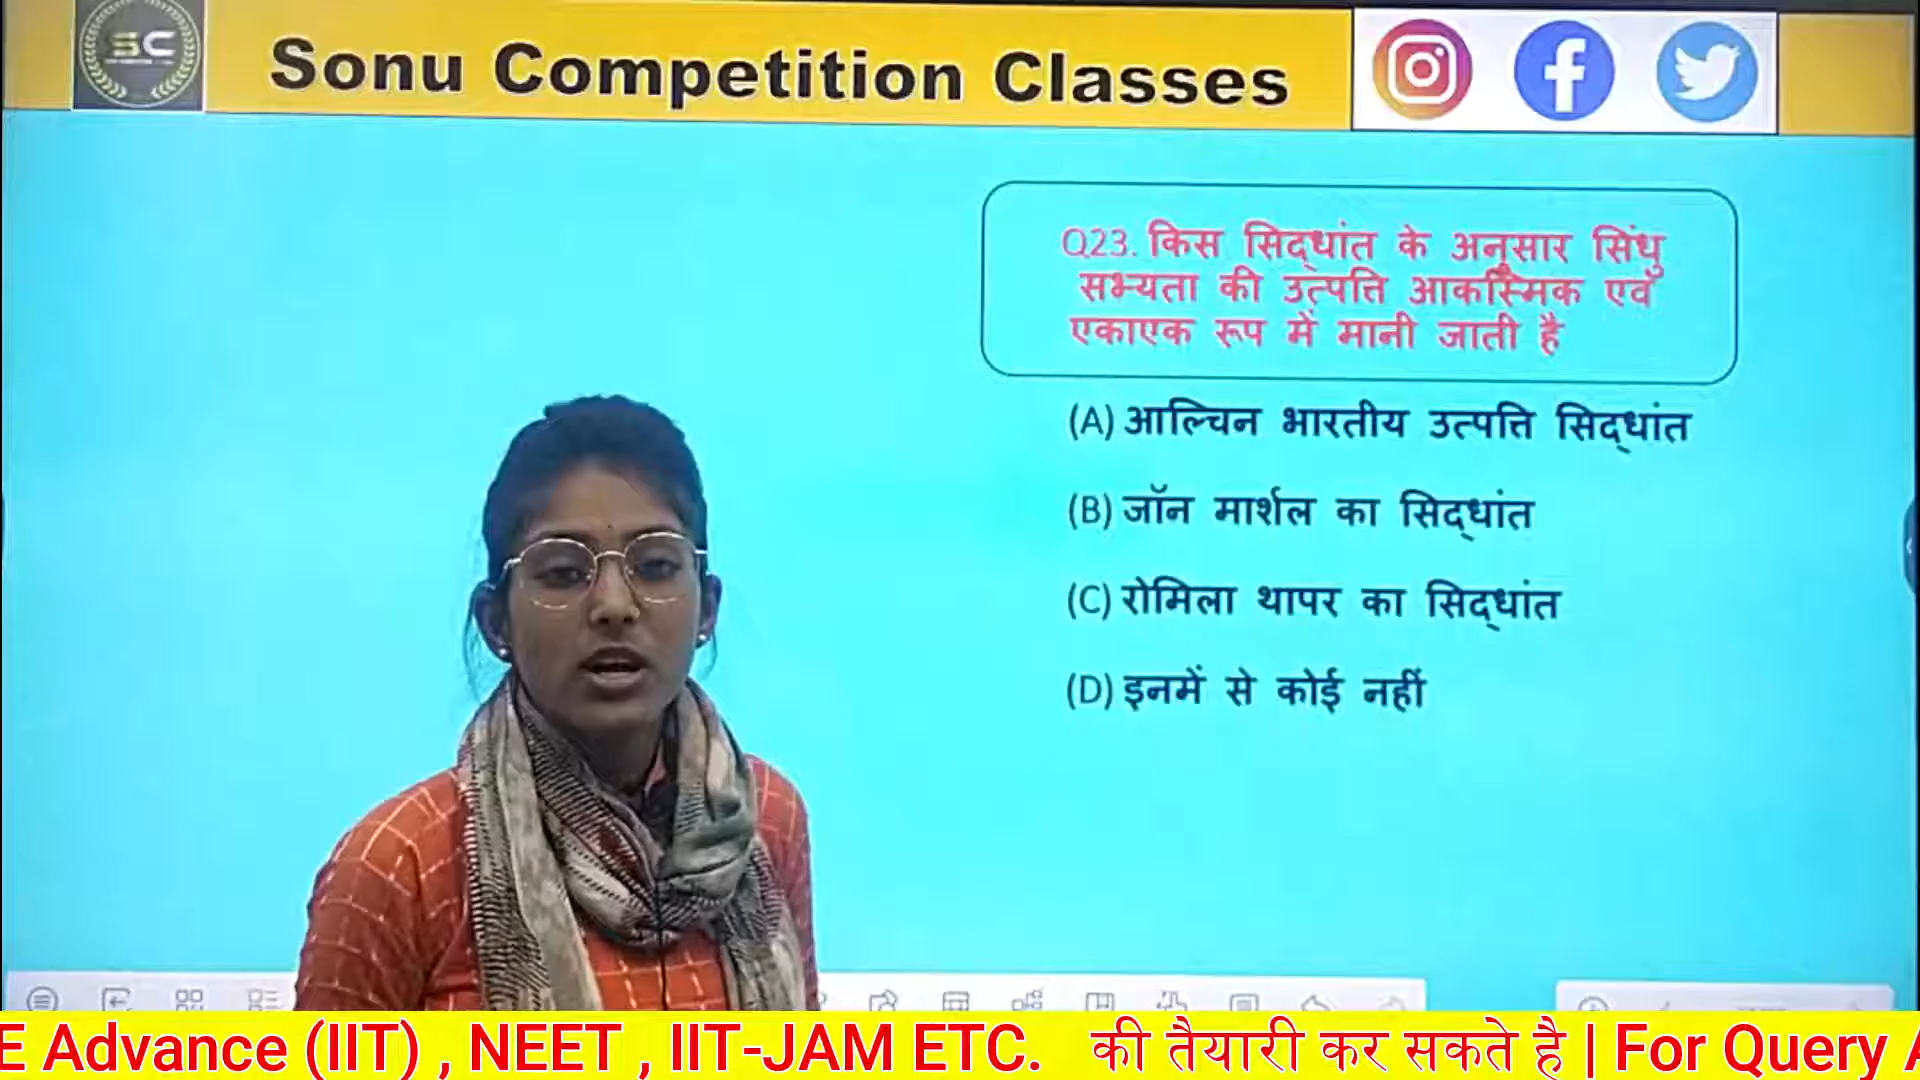 SC
Sonu Competition Classes
Q23. किस सिद्धांत के अनुसार सिंधु
सभ्यता की उत्पत्ति आकस्मिक एवं
एकाएक रूप में मानी जाती है
(A) आल्चिन भारतीय उत्पत्ति सिद्धांत
(B) जॉन मार्शल का सिद्धांत
(C) रोमिला थापर का सिद्धांत
(D) इनमें से कोई नहीं
E Advance (IIT) , NEET , IIT-JAM ETC. की तैयारी कर सकते है | For Query A